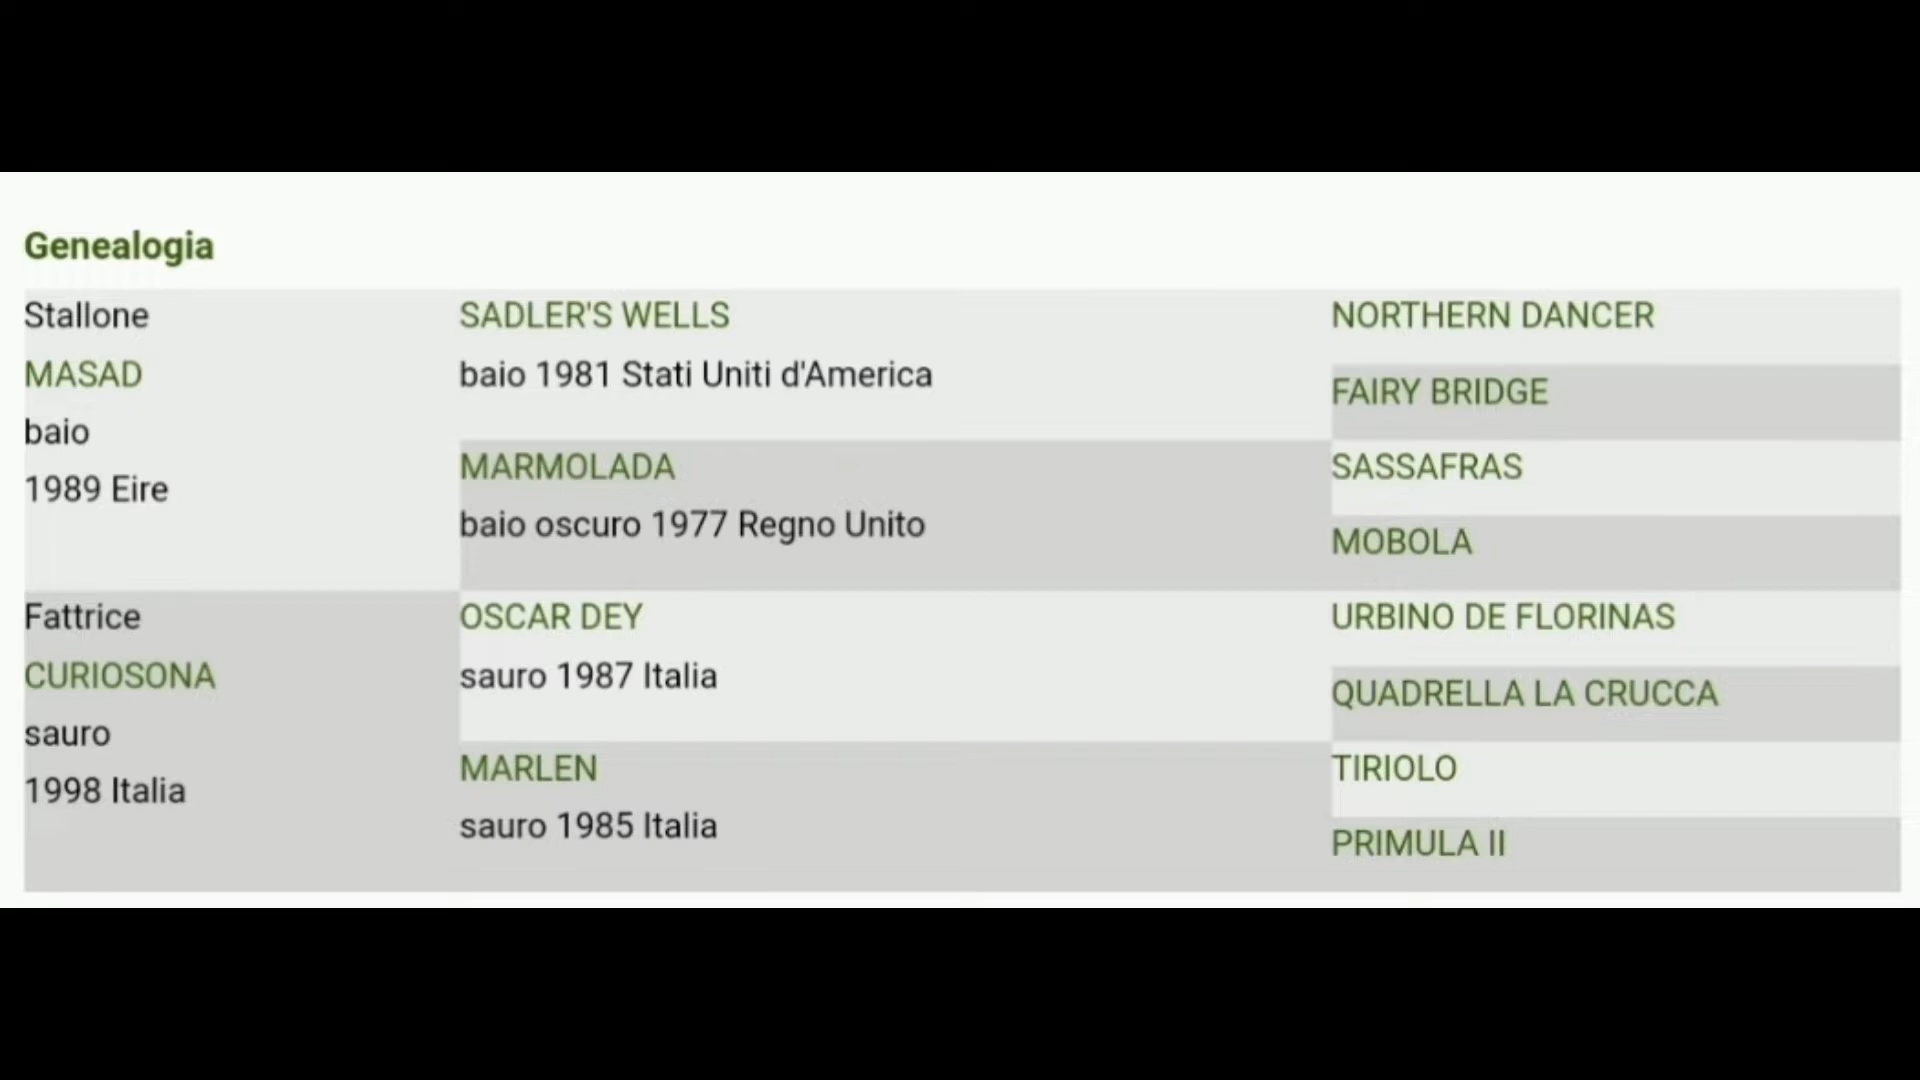 Genealogia
Stallone
MASAD
baio
1989 Eire
SADLER'S WELLS
baio 1981 Stati Uniti d'America
NORTHERN DANCER
FAIRY BRIDGE
MARMOLADA
baio oscuro 1977 Regno Unito
SASSAFRAS
MOBOLA
Fattrice
CURIOSONA
sauro
1998 Italia
OSCAR DEY
sauro 1987 Italia
URBINO DE FLORINAS
QUADRELLA LA CRUCCA
MARLEN
sauro 1985 Italia
TIRIOLO
PRIMULA II